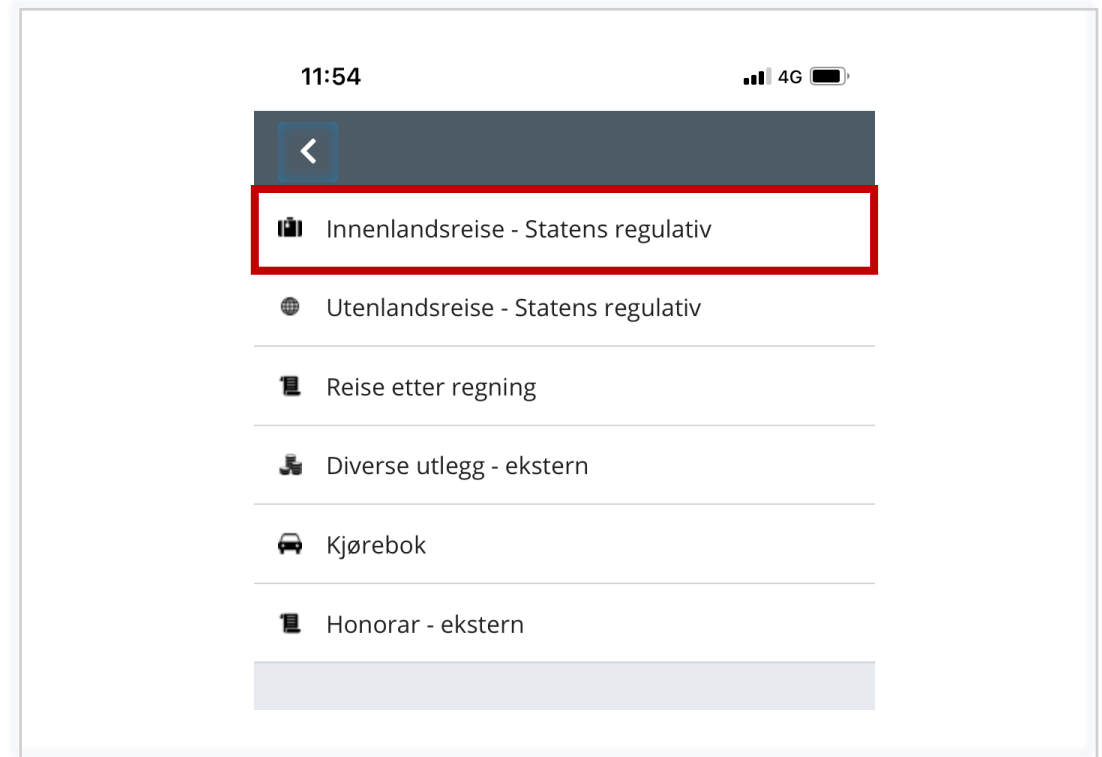 11:54 4G
Innenlandsreise - Statens regulativ
Utenlandsreise - Statens regulativ
Reise etter regning
Diverse utlegg - ekstern
Kjørebok
Honorar - ekstern